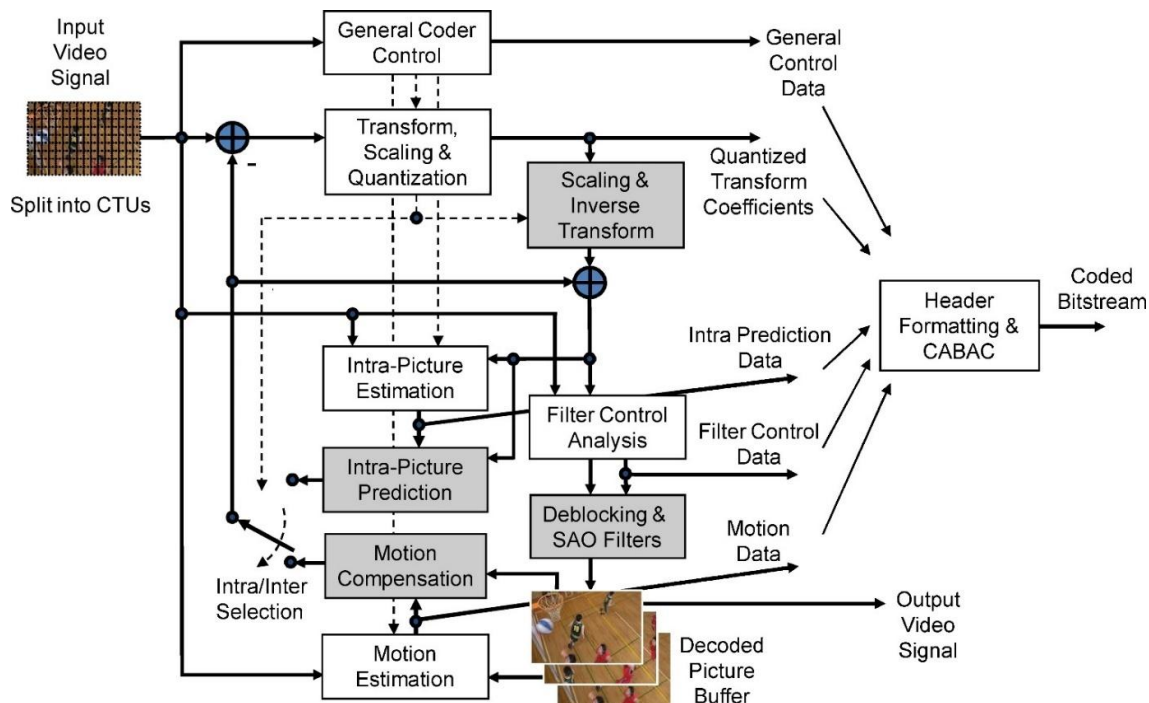 Input
Video
Signal
Split into CTUs
General Coder
Control
General
Control
Data
Transform,
Scaling &
Quantization
-
Quantized
Transform
Coefficients
Scaling &
Inverse
Transform
Header
Formatting &
CABAC
Coded
Bitstream
Intra-Picture
Estimation
Intra Prediction
Data
Filter Control
Analysis
Filter Control
Data
Intra-Picture
Prediction
Deblocking &
SAO Filters
Motion
Compensation
Motion
Data
Intra/Inter
Selection
Motion
Estimation
Decoded
Picture
Buffer
Output
Video
Signal